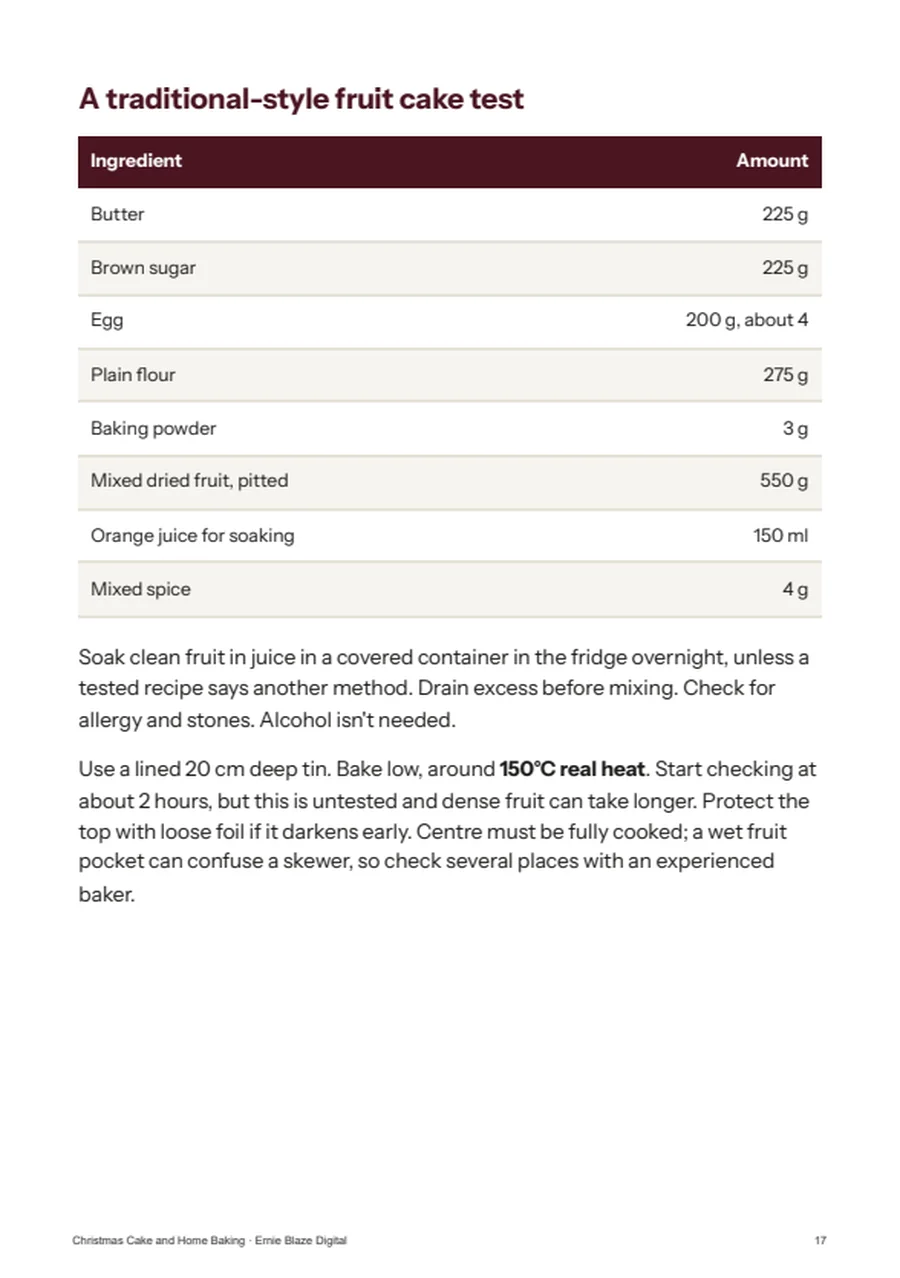 A traditional-style fruit cake test
Ingredient Amount
Butter 225 g
Brown sugar 225 g
Egg 200 g, about 4
Plain flour 275 g
Baking powder 3 g
Mixed dried fruit, pitted 550 g
Orange juice for soaking 150 ml
Mixed spice 4 g
Soak clean fruit in juice in a covered container in the fridge overnight, unless a
tested recipe says another method. Drain excess before mixing. Check for
allergy and stones. Alcohol isn't needed.
Use a lined 20 cm deep tin. Bake low, around 150°C real heat. Start checking at
about 2 hours, but this is untested and dense fruit can take longer. Protect the
top with loose foil if it darkens early. Centre must be fully cooked; a wet fruit
pocket can confuse a skewer, so check several places with an experienced
baker.
Christmas Cake and Home Baking · Ernie Blaze Digital 17